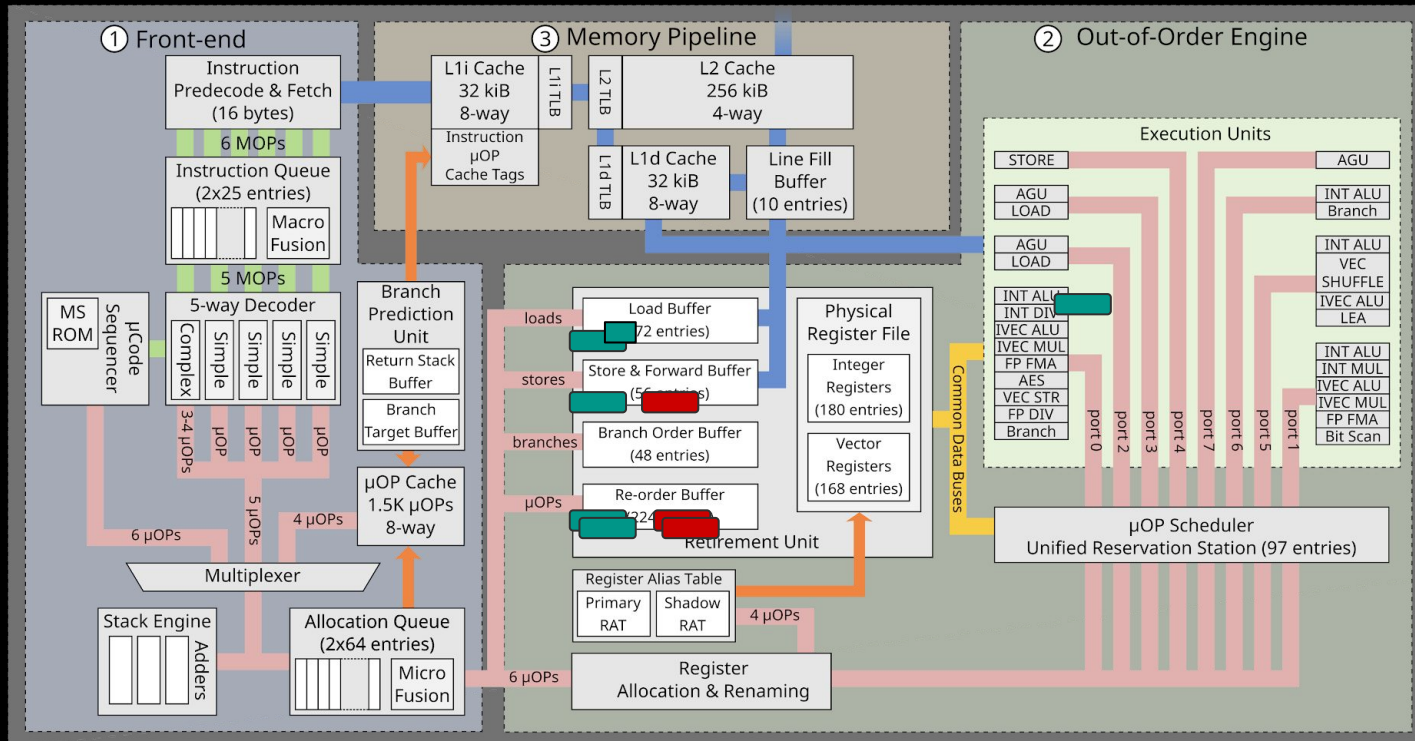 1 Front-end
Instruction
Predecode & Fetch
(16 bytes)
6 MOPs
Instruction Queue
(2x25 entries)
Macro
Fusion
5 MOPs
MS
ROM
µCode
Sequencer
5-way Decoder
Complex
Simple
Simple
Simple
Simple
3-4 µOPs
µOP
µOP
µOP
µOP
Branch
Prediction
Unit
Return Stack
Buffer
Branch
Target Buffer
µOP Cache
1.5K µOPs
8-way
6 µOPs
5 µOPs
4 µOPs
Multiplexer
Stack Engine
Adders
Allocation Queue
(2x64 entries)
Micro
Fusion
3 Memory Pipeline
L1i Cache
32 kiB
8-way
L1i TLB
Instruction
µOP
Cache Tags
L2 TLB
L2 Cache
256 kiB
4-way
L1d TLB
L1d Cache
32 kiB
8-way
Line Fill
Buffer
(10 entries)
2 Out-of-Order Engine
Execution Units
STORE
AGU
LOAD
AGU
LOAD
INT ALU
INT DIV
IVEC ALU
IVEC MUL
FP FMA
AES
VEC STR
FP DIV
Branch
AGU
INT ALU
Branch
INT ALU
VEC
SHUFFLE
IVEC ALU
LEA
INT ALU
INT MUL
IVEC ALU
IVEC MUL
FP FMA
Bit Scan
port 0
port 2
port 3
port 4
port 7
port 6
port 5
port 1
Common Data Buses
µOP Scheduler
Unified Reservation Station (97 entries)
loads
Load Buffer
72 entries)
stores
Store & Forward Buffer
branches
Branch Order Buffer
(48 entries)
µOPs
Re-order Buffer
(224
Retirement Unit
Physical
Register File
Integer
Registers
(180 entries)
Vector
Registers
(168 entries)
Register Alias Table
Primary
RAT
Shadow
RAT
4 µOPs
6 µOPs
Register
Allocation & Renaming